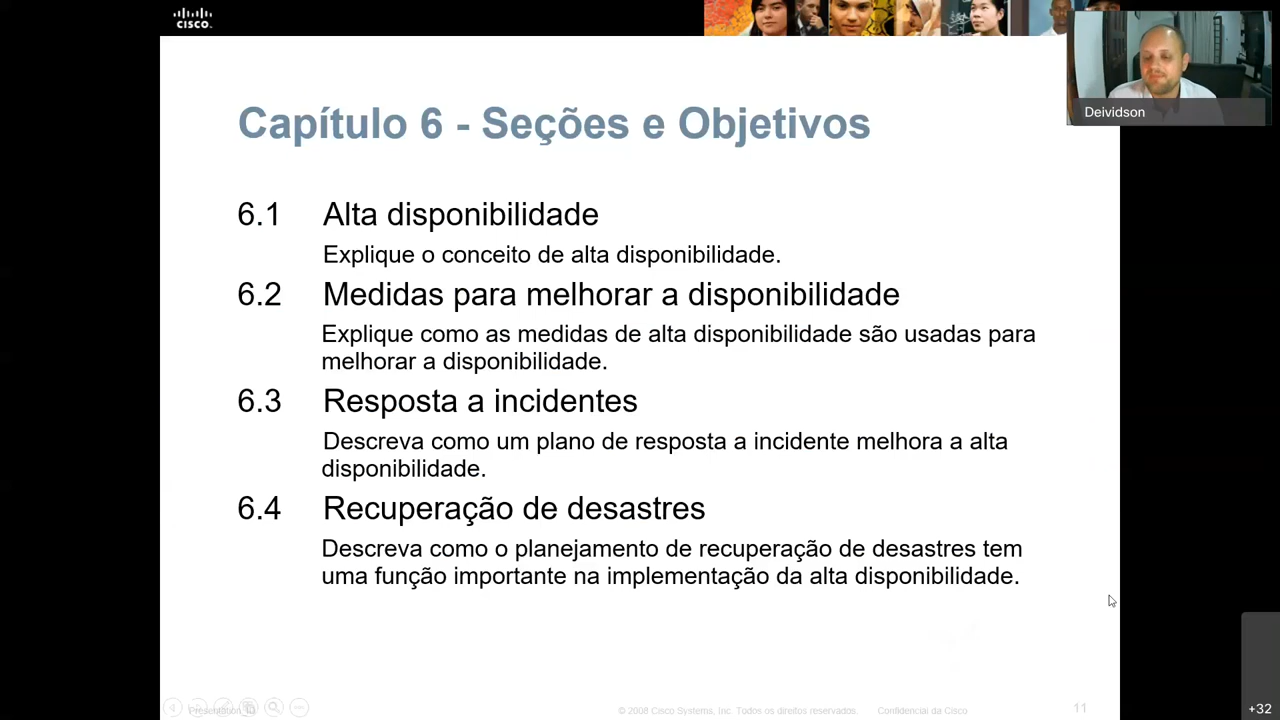 CISCO
Deividson
Capítulo 6 - Seções e Objetivos
6.1 Alta disponibilidade
Explique o conceito de alta disponibilidade.
6.2 Medidas para melhorar a disponibilidade
Explique como as medidas de alta disponibilidade são usadas para
melhorar a disponibilidade.
6.3 Resposta a incidentes
Descreva como um plano de resposta a incidente melhora a alta
disponibilidade.
6.4 Recuperação de desastres
Descreva como o planejamento de recuperação de desastres tem
uma função importante na implementação da alta disponibilidade.
© 2008 Cisco Systems, Inc. Todos os direitos reservados. Confidencial da Cisco 11
+32